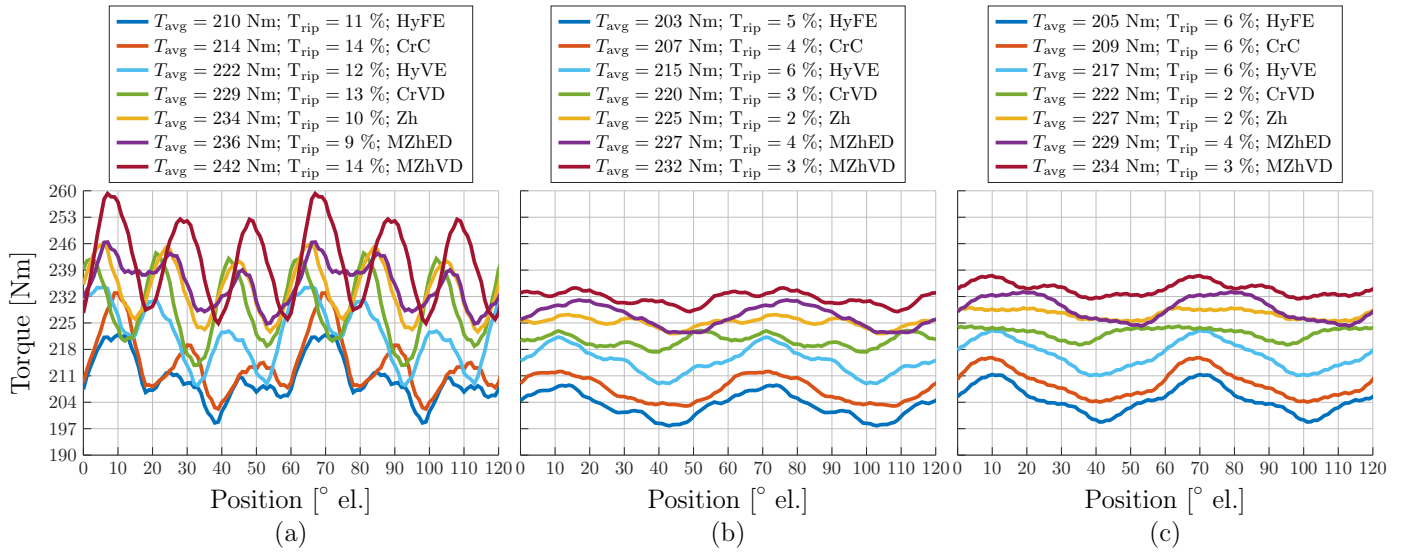 T_avg = 210 Nm; T_rip = 11 %; HyFE
T_avg = 214 Nm; T_rip = 14 %; CrC
T_avg = 222 Nm; T_rip = 12 %; HyVE
T_avg = 229 Nm; T_rip = 13 %; CrVD
T_avg = 234 Nm; T_rip = 10 %; Zh
T_avg = 236 Nm; T_rip = 9 %; MZhED
T_avg = 242 Nm; T_rip = 14 %; MZhVD
T_avg = 203 Nm; T_rip = 5 %; HyFE
T_avg = 207 Nm; T_rip = 4 %; CrC
T_avg = 215 Nm; T_rip = 6 %; HyVE
T_avg = 220 Nm; T_rip = 3 %; CrVD
T_avg = 225 Nm; T_rip = 2 %; Zh
T_avg = 227 Nm; T_rip = 4 %; MZhED
T_avg = 232 Nm; T_rip = 3 %; MZhVD
T_avg = 205 Nm; T_rip = 6 %; HyFE
T_avg = 209 Nm; T_rip = 6 %; CrC
T_avg = 217 Nm; T_rip = 6 %; HyVE
T_avg = 222 Nm; T_rip = 2 %; CrVD
T_avg = 227 Nm; T_rip = 2 %; Zh
T_avg = 229 Nm; T_rip = 4 %; MZhED
T_avg = 234 Nm; T_rip = 3 %; MZhVD
Torque [Nm]
260
253
246
239
232
225
218
211
204
197
190
0 10 20 30 40 50 60 70 80 90 100 110 120
0 10 20 30 40 50 60 70 80 90 100 110 120
0 10 20 30 40 50 60 70 80 90 100 110 120
Position [° el.]
Position [° el.]
Position [° el.]
(a)
(b)
(c)